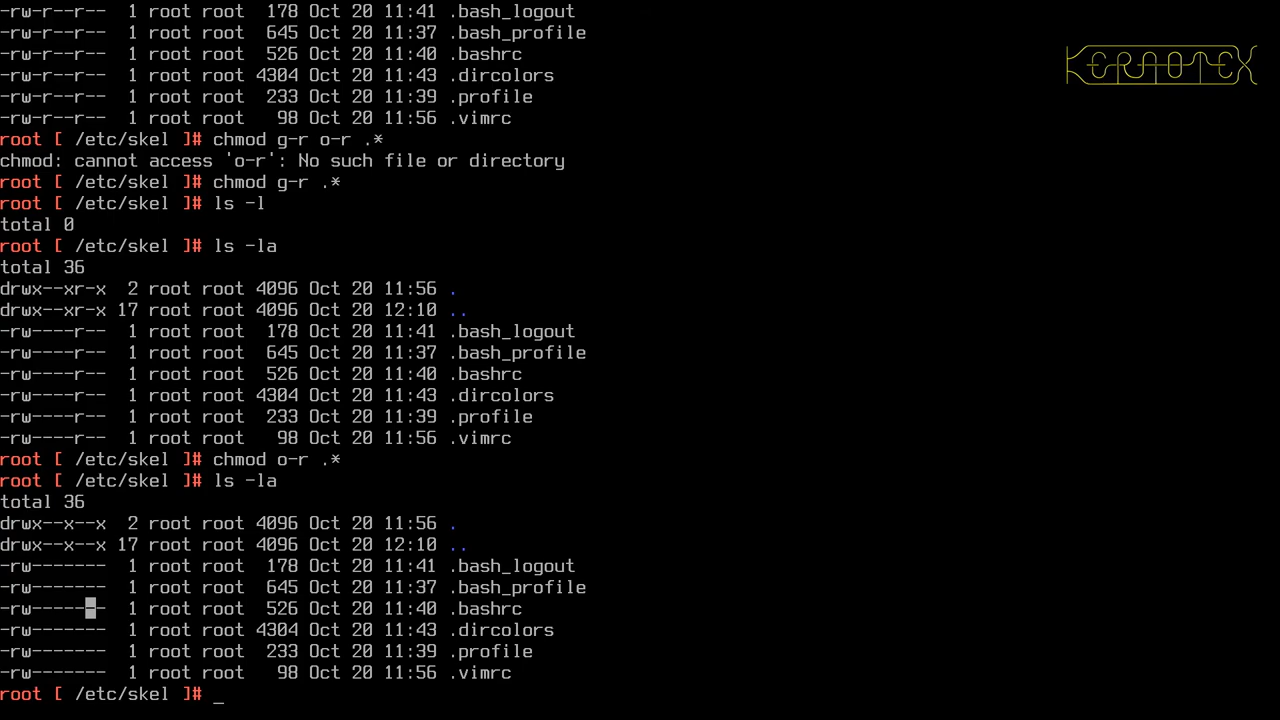 -rw-r--r--  1 root root  178 Oct 20 11:41 .bash_logout
-rw-r--r--  1 root root  645 Oct 20 11:37 .bash_profile
-rw-r--r--  1 root root  526 Oct 20 11:40 .bashrc
-rw-r--r--  1 root root 4304 Oct 20 11:43 .dircolors
-rw-r--r--  1 root root  233 Oct 20 11:39 .profile
-rw-r--r--  1 root root   98 Oct 20 11:56 .vimrc
KERNOTEX
root [ /etc/skel ]# chmod g-r o-r .*
chmod: cannot access 'o-r': No such file or directory
root [ /etc/skel ]# chmod g-r .*
root [ /etc/skel ]# ls -l
total 0
root [ /etc/skel ]# ls -la
total 36
drwx--xr-x  2 root root 4096 Oct 20 11:56 .
drwx--xr-x 17 root root 4096 Oct 20 12:10 ..
-rw----r--  1 root root  178 Oct 20 11:41 .bash_logout
-rw----r--  1 root root  645 Oct 20 11:37 .bash_profile
-rw----r--  1 root root  526 Oct 20 11:40 .bashrc
-rw----r--  1 root root 4304 Oct 20 11:43 .dircolors
-rw----r--  1 root root  233 Oct 20 11:39 .profile
-rw----r--  1 root root   98 Oct 20 11:56 .vimrc
root [ /etc/skel ]# chmod o-r .*
root [ /etc/skel ]# ls -la
total 36
drwx--x--x  2 root root 4096 Oct 20 11:56 .
drwx--x--x 17 root root 4096 Oct 20 12:10 ..
-rw-------  1 root root  178 Oct 20 11:41 .bash_logout
-rw-------  1 root root  645 Oct 20 11:37 .bash_profile
-rw-------  1 root root  526 Oct 20 11:40 .bashrc
-rw-------  1 root root 4304 Oct 20 11:43 .dircolors
-rw-------  1 root root  233 Oct 20 11:39 .profile
-rw-------  1 root root   98 Oct 20 11:56 .vimrc
root [ /etc/skel ]# _